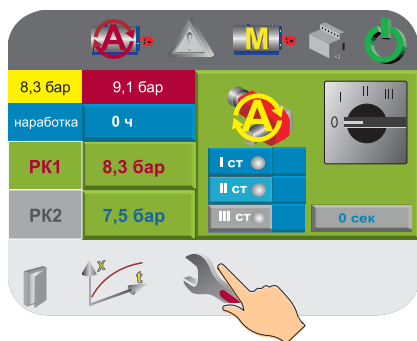 A M
8,3 бар 9,1 бар
наработка 0 ч
A
I II III
0
РК1 8,3 бар
I ст
II ст
РК2 7,5 бар
III ст
0 сек
X
t